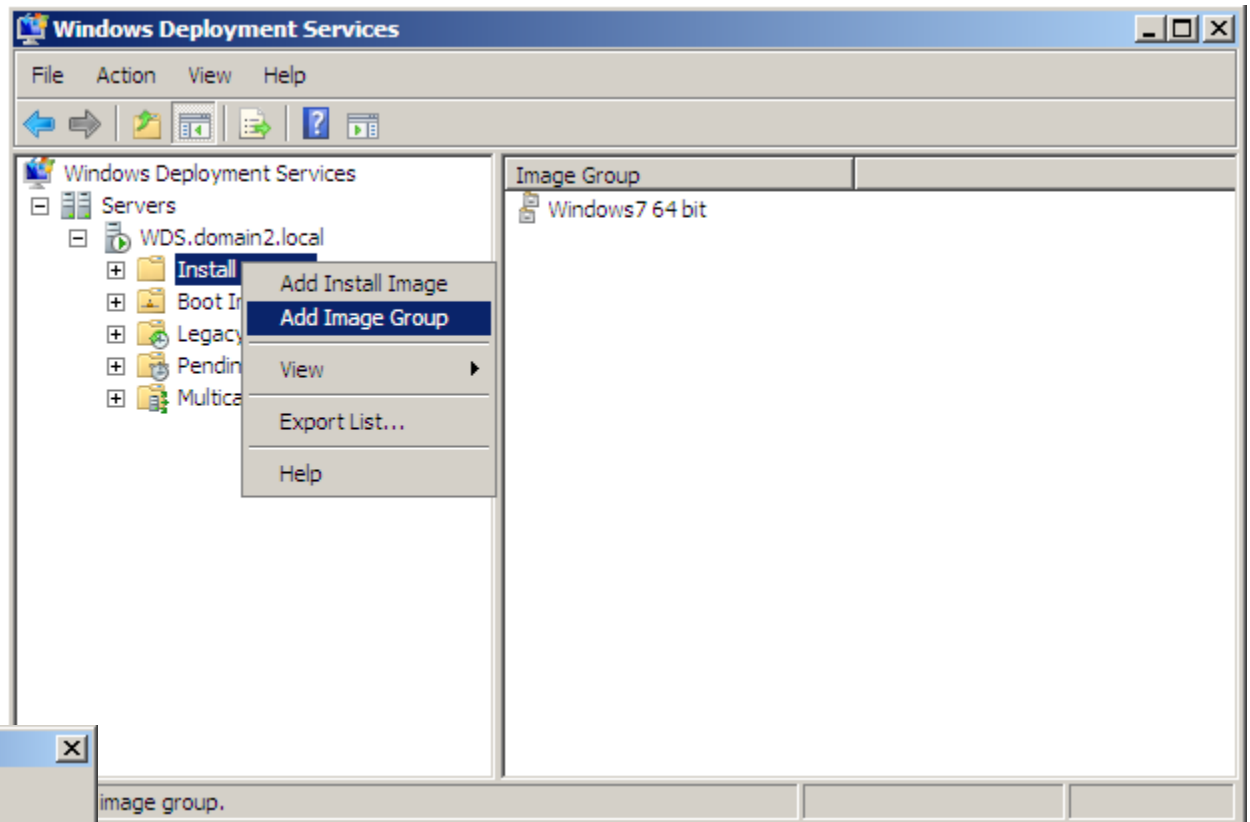 Windows Deployment Services
File Action View Help
Windows Deployment Services
Servers
WDS.domain2.local
Install
Boot Ir
Legacy
Pendin
Multica
Add Install Image
Add Image Group
View
Export List...
Help
Image Group
Windows7 64 bit
image group.